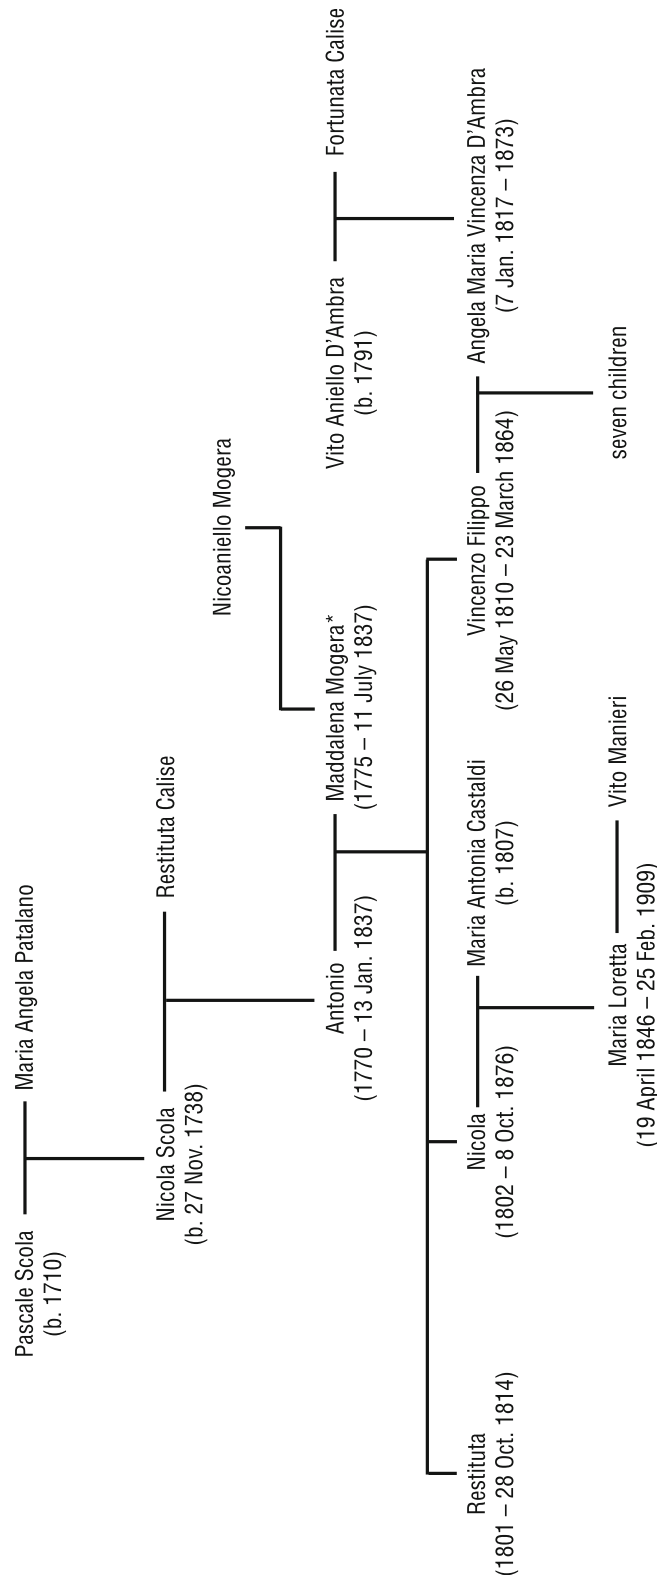 Pascale Scola
(b. 1710)
Maria Angela Patalano
Nicola Scola
(b. 27 Nov. 1738)
Restituta Calise
Nicoaniello Mogera
Antonio
(1770 – 13 Jan. 1837)
Maddalena Mogera*
(1775 – 11 July 1837)
Vito Aniello D'Ambra
(b. 1791)
Fortunata Calise
Restituta
(1801 – 28 Oct. 1814)
Nicola
(1802 – 8 Oct. 1876)
Maria Antonia Castaldi
(b. 1807)
Vincenzo Filippo
(26 May 1810 – 23 March 1864)
Angela Maria Vincenza D'Ambra
(7 Jan. 1817 – 1873)
Maria Loretta
(19 April 1846 – 25 Feb. 1909)
Vito Manieri
seven children